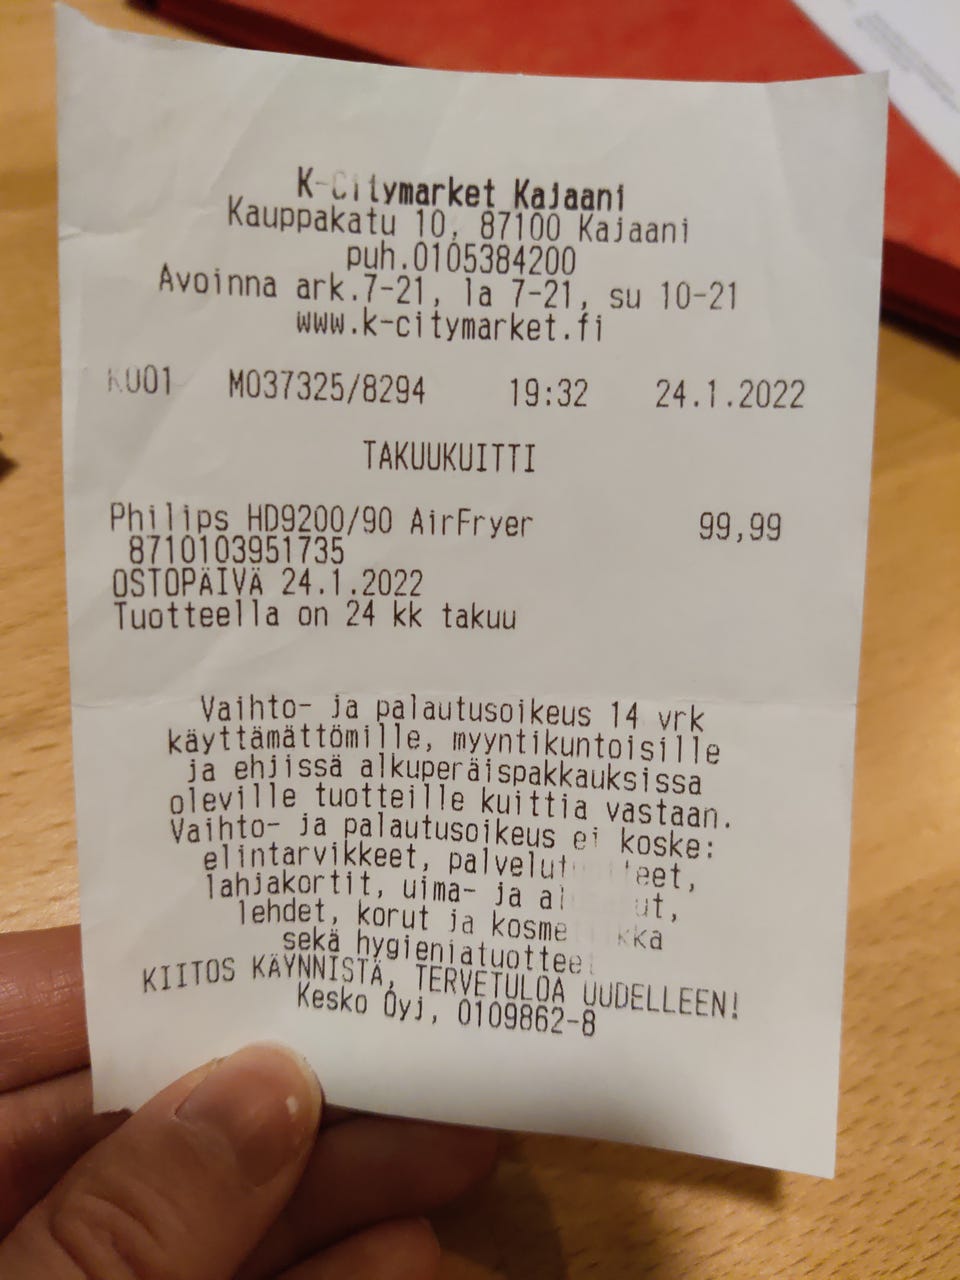 K-Citymarket Kajaani
Kauppakatu 10, 87100 Kajaani
puh.0105384200
Avoinna ark.7-21, la 7-21, su 10-21
www.k-citymarket.fi
KU01 M037325/8294 19:32 24.1.2022
TAKUUKUITTI
Philips HD9200/90 AirFryer 99,99
8710103951735
OSTOPÄIVÄ 24.1.2022
Tuotteella on 24 kk takuu
Vaihto- ja palautusoikeus 14 vrk
käyttämättömille, myyntikuntoisille
ja ehjissä alkuperäispakkauksissa
oleville tuotteille kuittia vastaan.
Vaihto- ja palautusoikeus ei koske:
elintarvikkeet,
lahjakortit, uima- ja
lehdet, korut ja kosmetiikka
sekä hygieniatuotteet
KIITOS KÄYNNISTÄ, TERVETULOA UUDELLEEN!
Kesko Oyj, 0109862-8